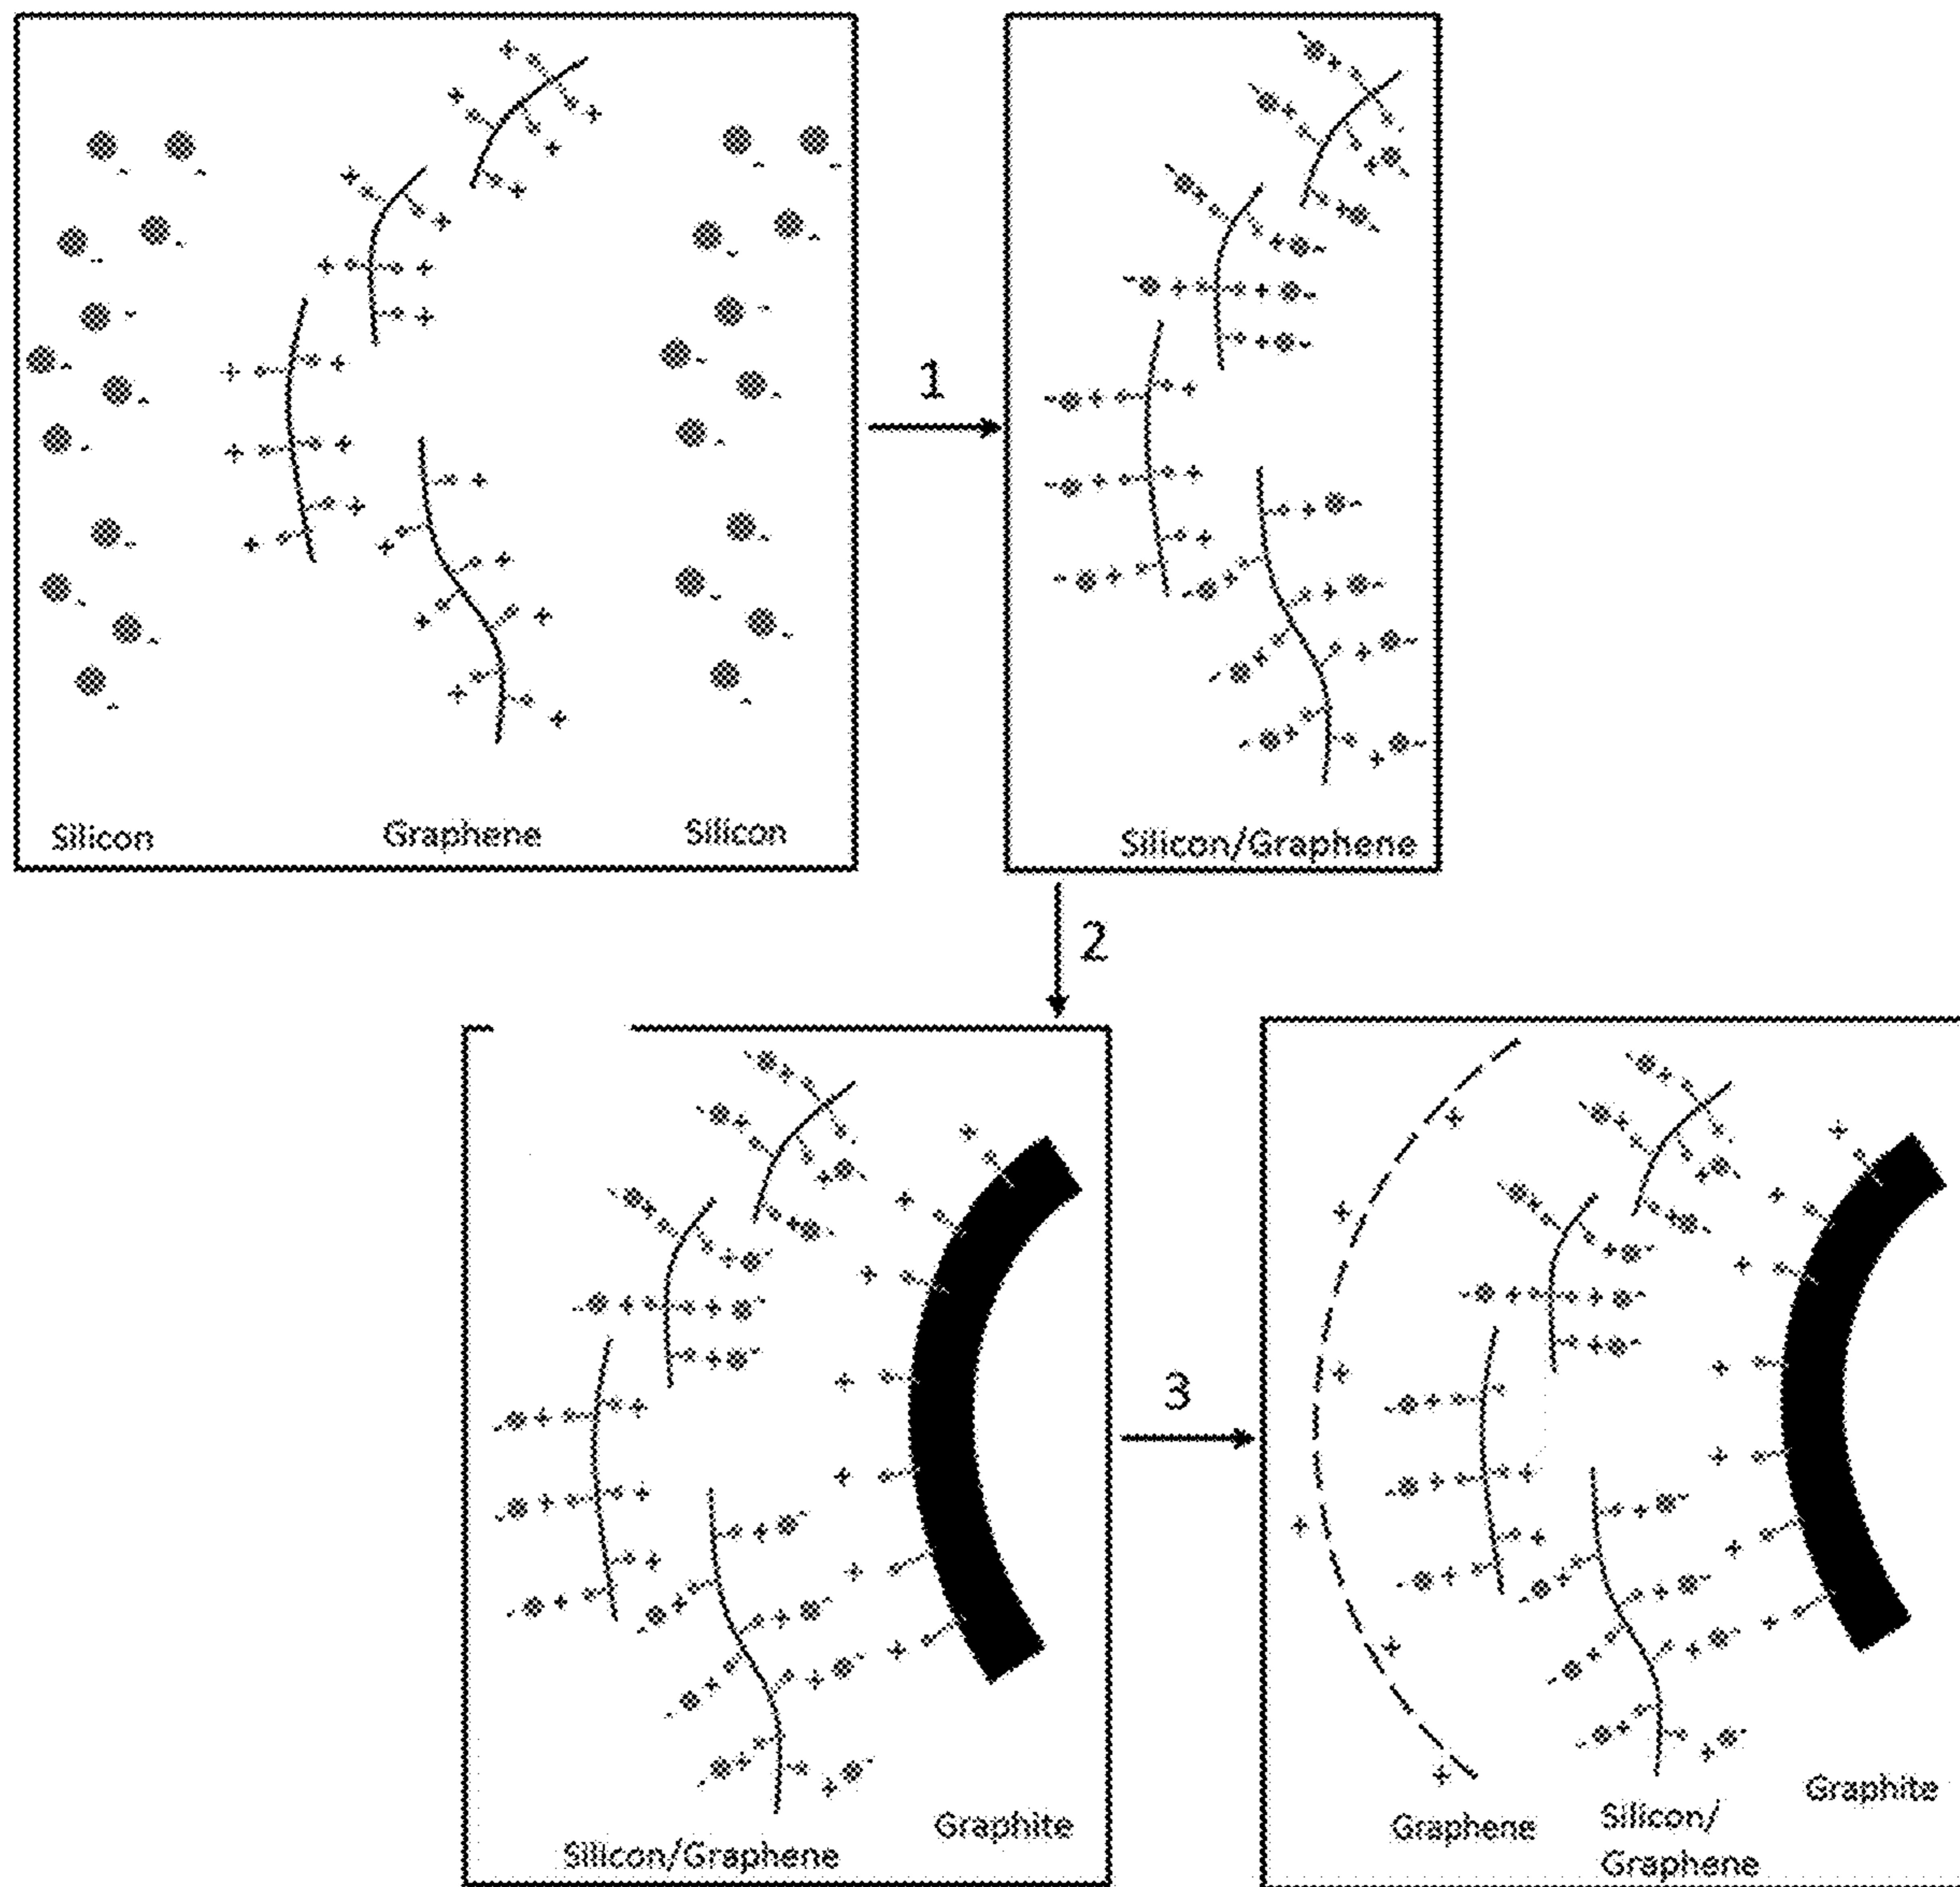 Silicon
Graphene
Silicon
1
Silicon/Graphene
2
Silicon/Graphene
Graphite
3
Graphene
Silicon/
Graphene
Graphite